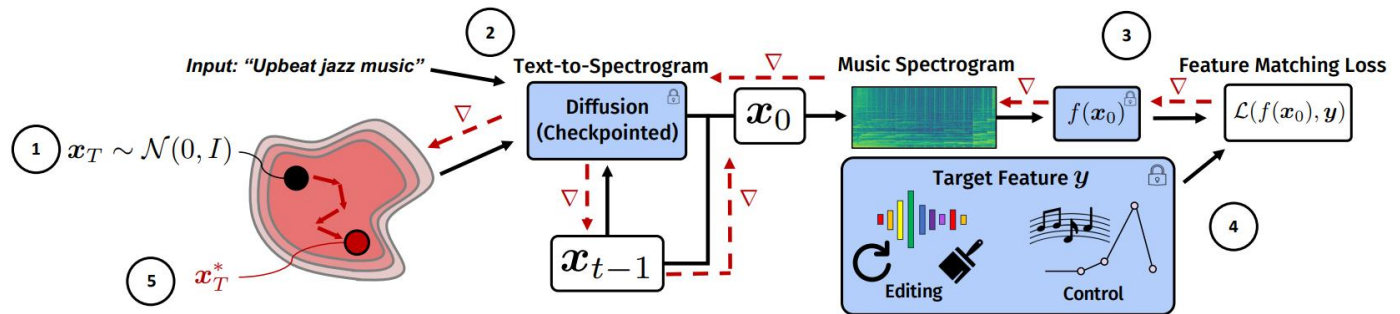 2
3
Input: “Upbeat jazz music”
Text-to-Spectrogram
∇
Music Spectrogram
∇
Feature Matching Loss
∇
∇
Diffusion
(Checkpointed)
x_0
f(x_0)
L(f(x_0), y)
1
x_T ∼ N(0, I)
∇
∇
Target Feature y
4
x_{t−1}
5
x_T^*
Editing
Control